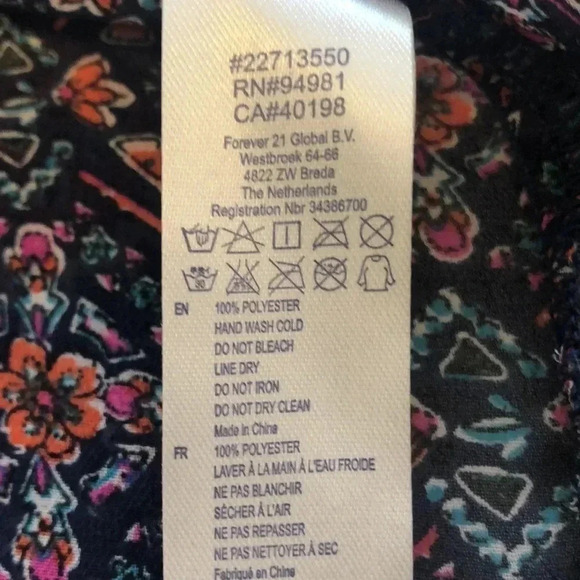 #22713550
RN#94981
CA#40198
Forever 21 Global B.V.
Westbroek 64-66
4822 ZW Breda
The Netherlands
Registration Nbr 34386700
EN 100% POLYESTER
HAND WASH COLD
DO NOT BLEACH
LINE DRY
DO NOT IRON
DO NOT DRY CLEAN
Made in China
FR 100% POLYESTER
LAVER À LA MAIN À L'EAU FROIDE
NE PAS BLANCHIR
SÉCHER À L'AIR
NE PAS REPASSER
NE PAS NETTOYER À SEC
Fabriqué en Chine